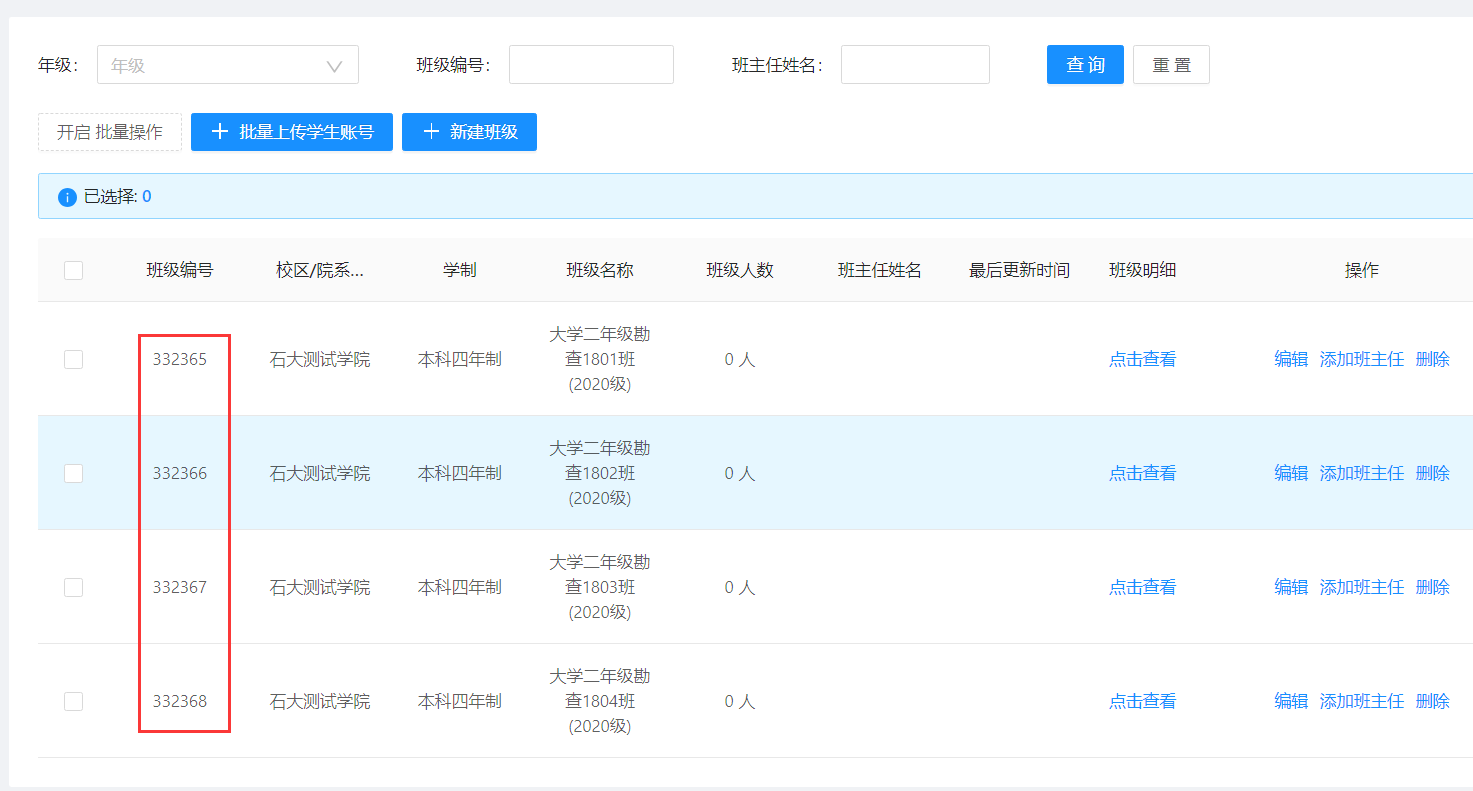 年级: 年级 班级编号: 班主任姓名: 查 询 重 置
开启 批量操作 批量上传学生账号 新建班级
已选择: 0
班级编号 校区/院系... 学制 班级名称 班级人数 班主任姓名 最后更新时间 班级明细 操作
332365 石大测试学院 本科四年制 大学二年级勘
查1801班
(2020级) 0 人 点击查看 编辑 添加班主任 删除
332366 石大测试学院 本科四年制 大学二年级勘
查1802班
(2020级) 0 人 点击查看 编辑 添加班主任 删除
332367 石大测试学院 本科四年制 大学二年级勘
查1803班
(2020级) 0 人 点击查看 编辑 添加班主任 删除
332368 石大测试学院 本科四年制 大学二年级勘
查1804班
(2020级) 0 人 点击查看 编辑 添加班主任 删除